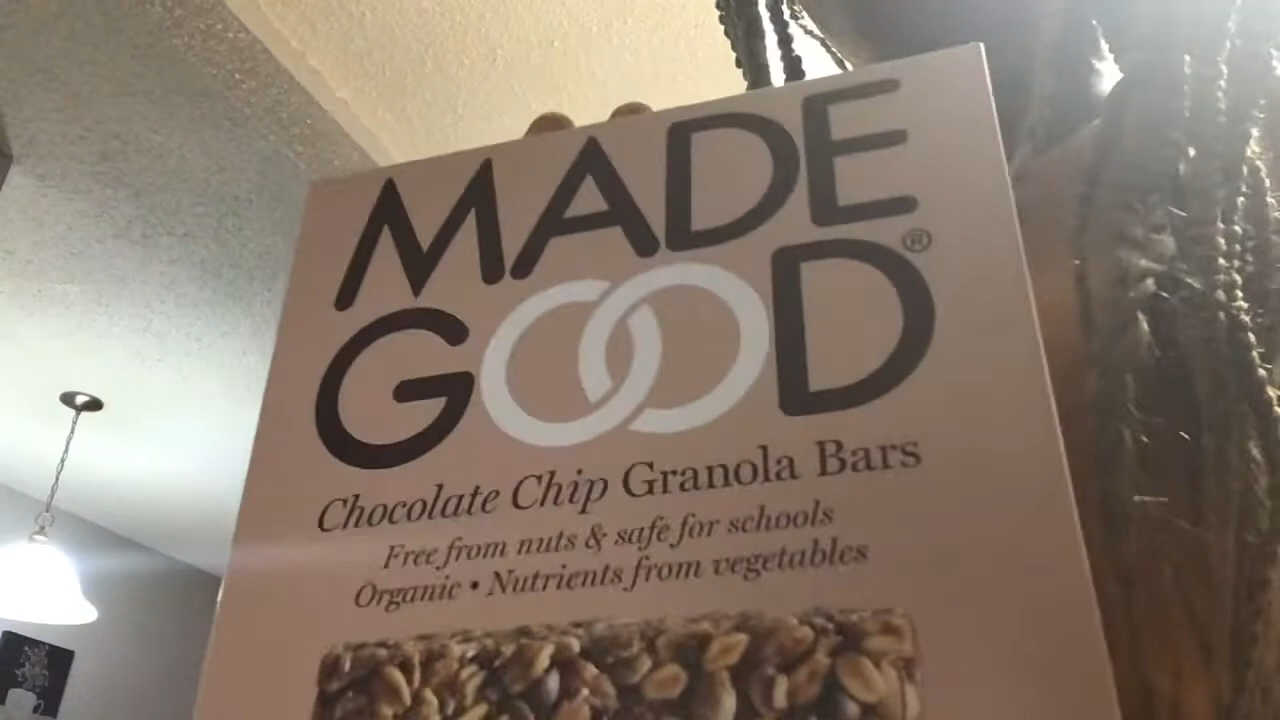 MADE
GOOD®
Chocolate Chip Granola Bars
Free from nuts & safe for schools
Organic • Nutrients from vegetables